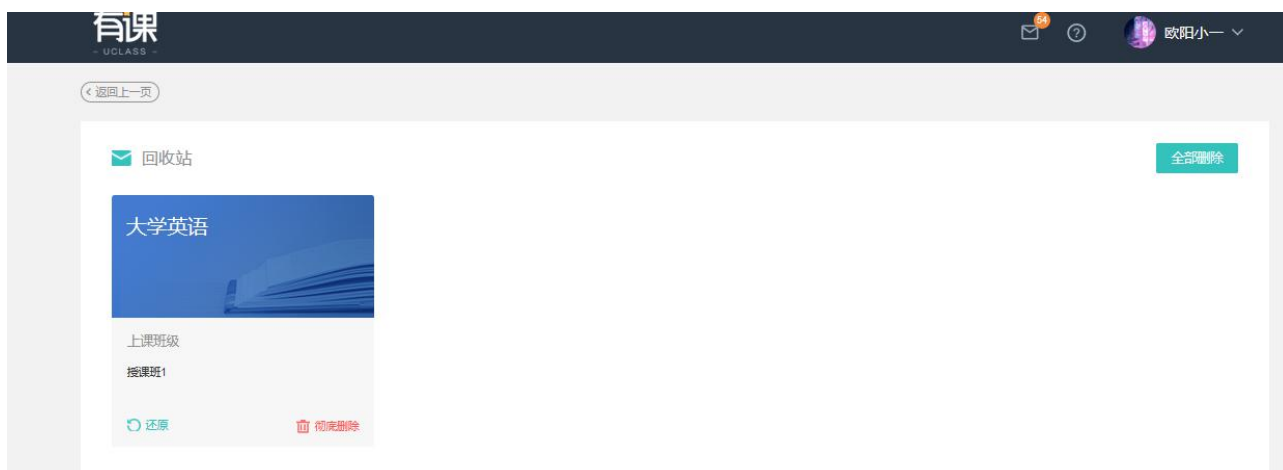 有课
- UCLASS -
54
欧阳小一
返回上一页
回收站
全部删除
大学英语
上课班级
授课班1
还原
彻底删除